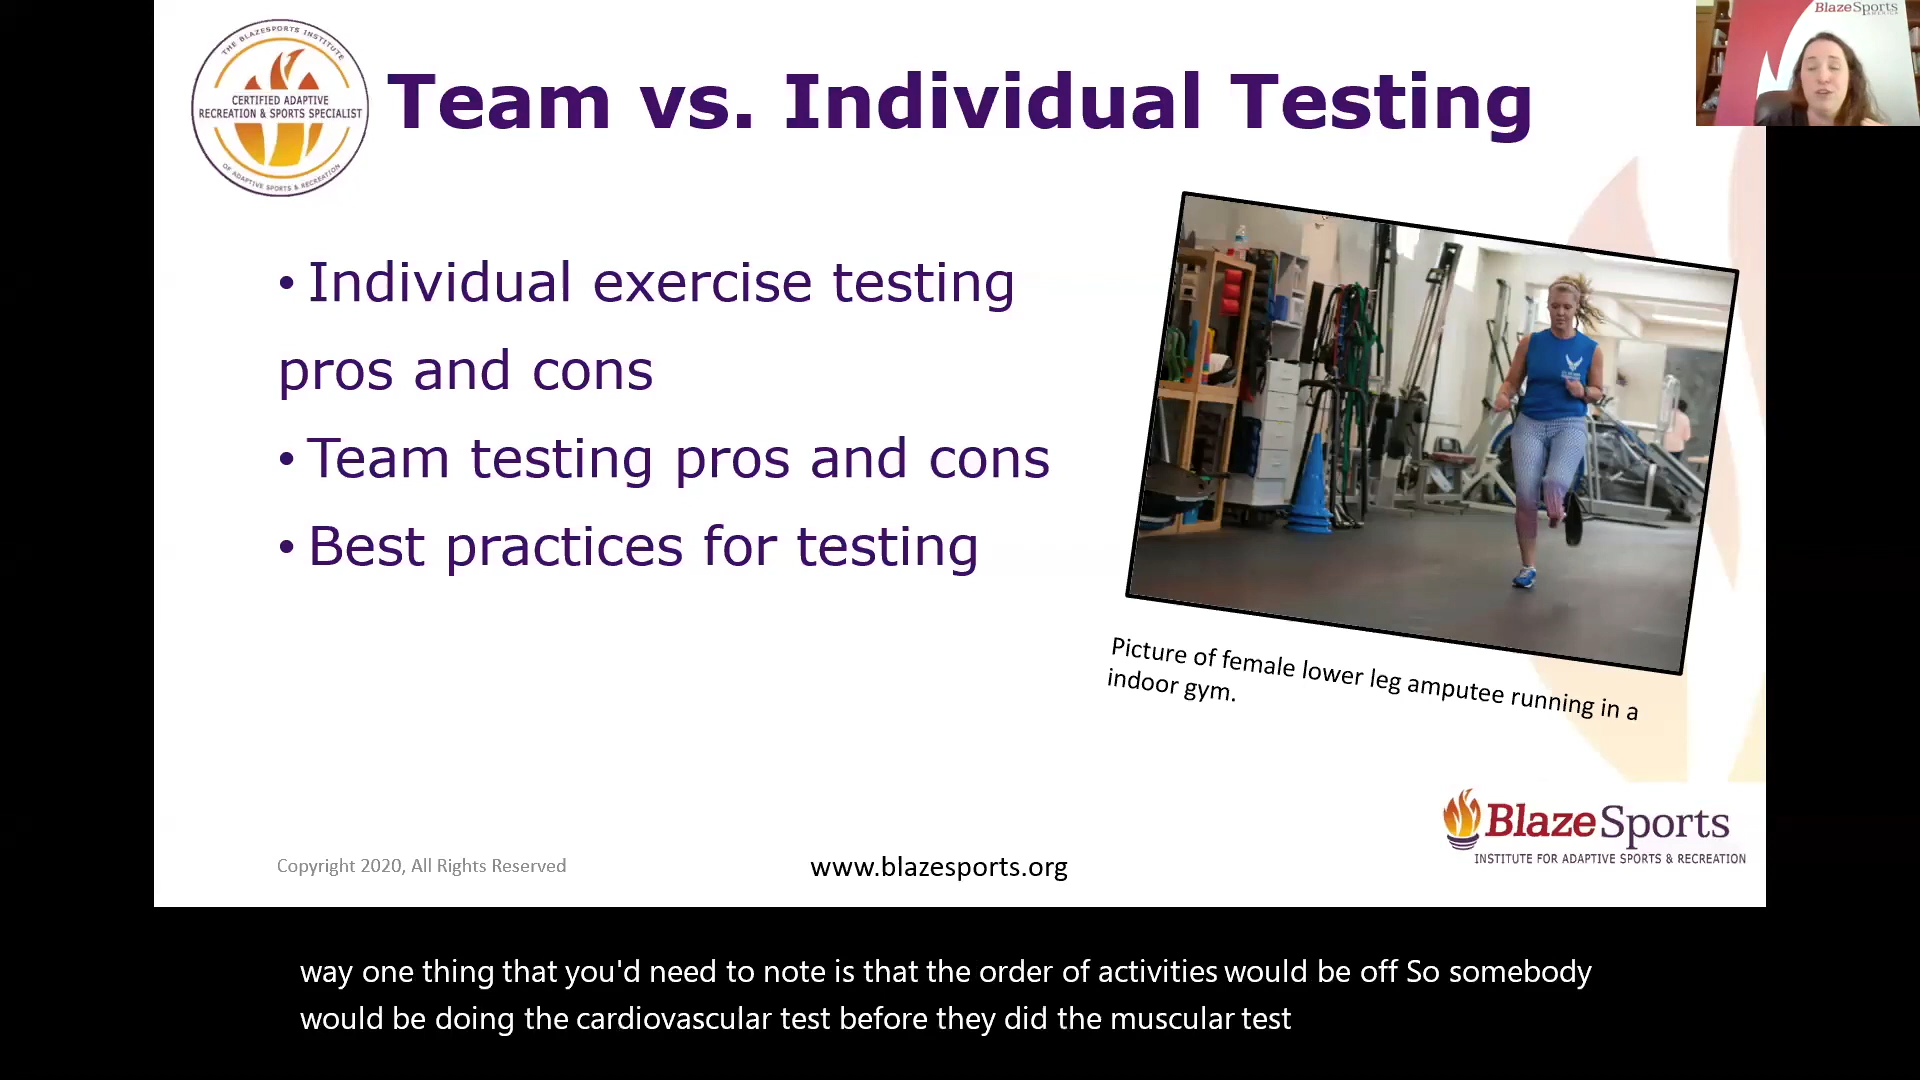 THE BLAZESPORTS INSTITUTE
CERTIFIED ADAPTIVE
RECREATION & SPORTS SPECIALIST
OF ADAPTIVE SPORTS & RECREATION
Team vs. Individual Testing
BlazeSports
AMERICA
• Individual exercise testing
pros and cons
• Team testing pros and cons
• Best practices for testing
Picture of female lower leg amputee running in a
indoor gym.
BlazeSports
INSTITUTE FOR ADAPTIVE SPORTS & RECREATION
Copyright 2020, All Rights Reserved
www.blazesports.org
way one thing that you'd need to note is that the order of activities would be off So somebody
would be doing the cardiovascular test before they did the muscular test